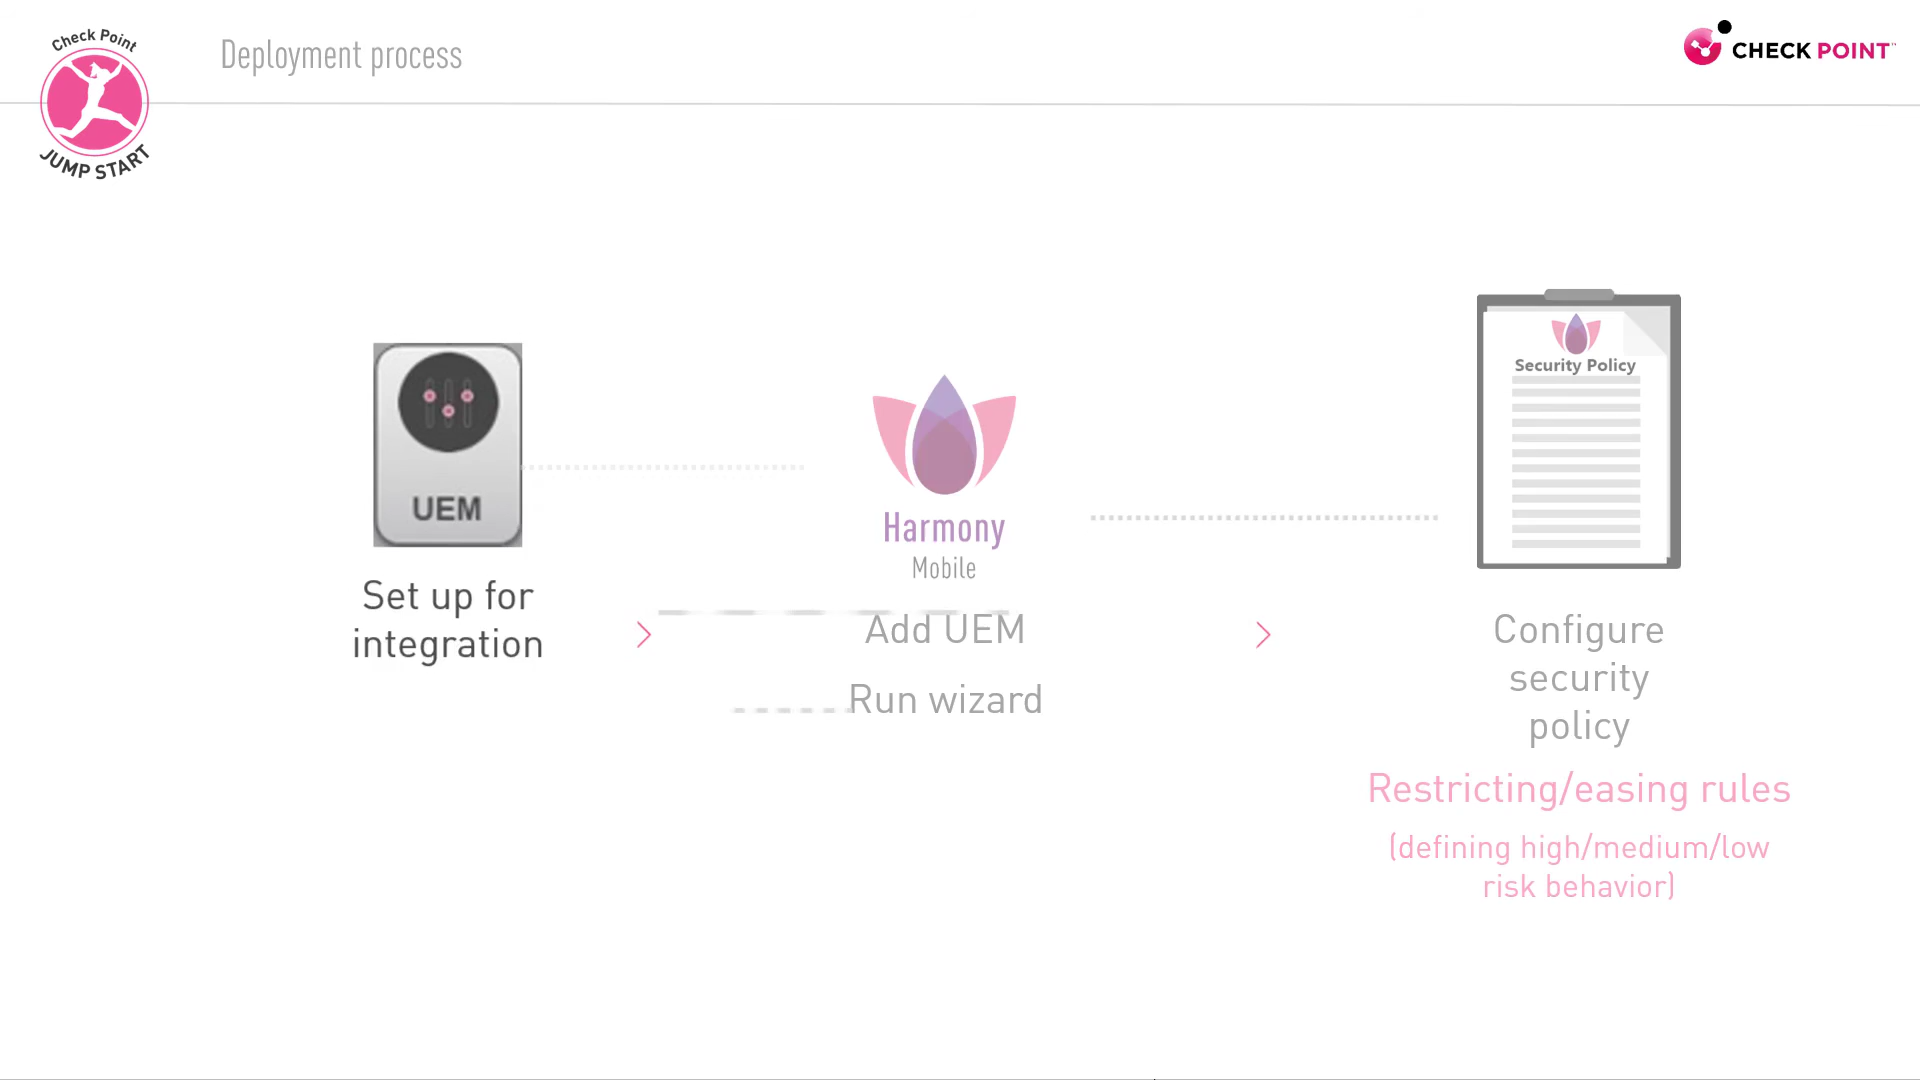 Check Point
JUMP START
Deployment process
CHECK POINT™
UEM
Set up for
integration
Harmony
Mobile
Add UEM
Run wizard
Security Policy
Configure
security
policy
Restricting/easing rules
(defining high/medium/low
risk behavior)